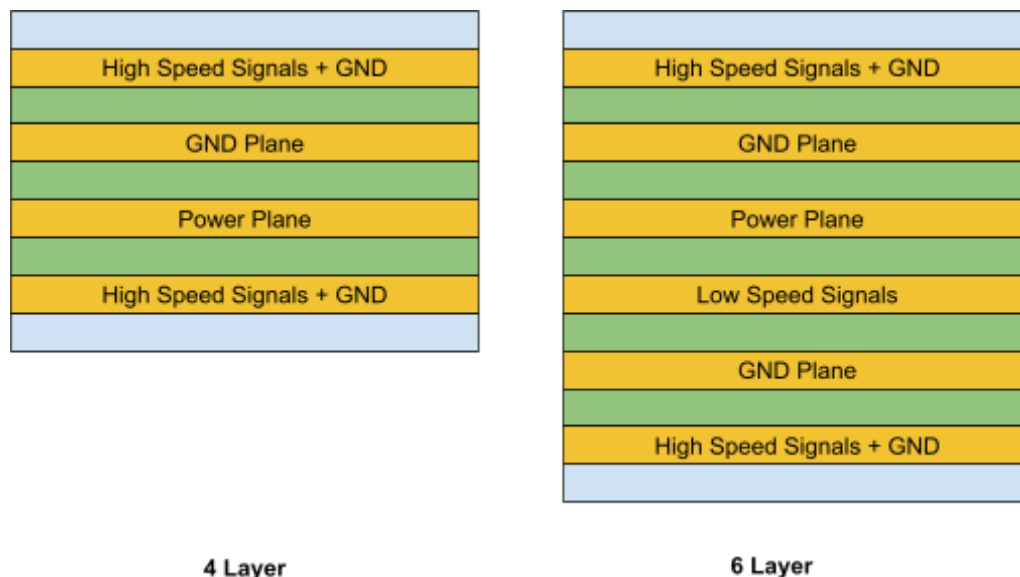 High Speed Signals + GND
GND Plane
Power Plane
High Speed Signals + GND
4 Layer
High Speed Signals + GND
GND Plane
Power Plane
Low Speed Signals
GND Plane
High Speed Signals + GND
6 Layer